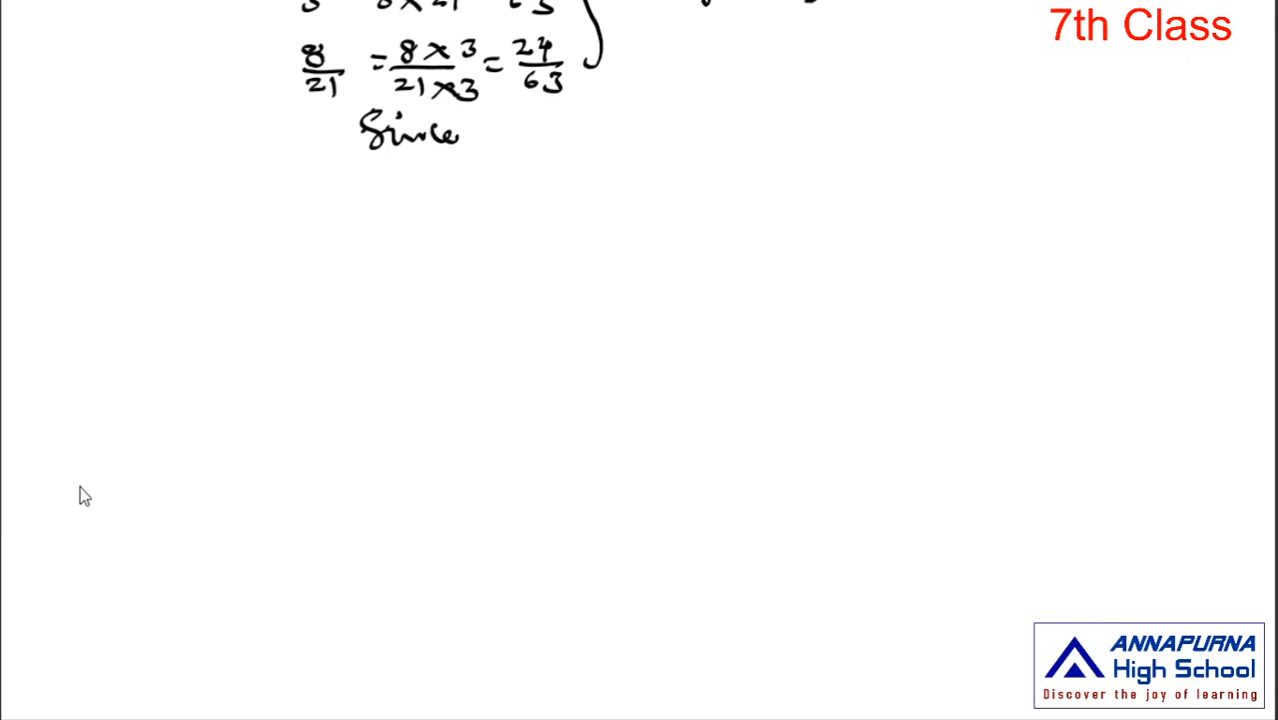 7th Class
8/21 = 8 × 3 / 21 × 3 = 24/63
Since
ANNAPURNA
High School
Discover the joy of learning